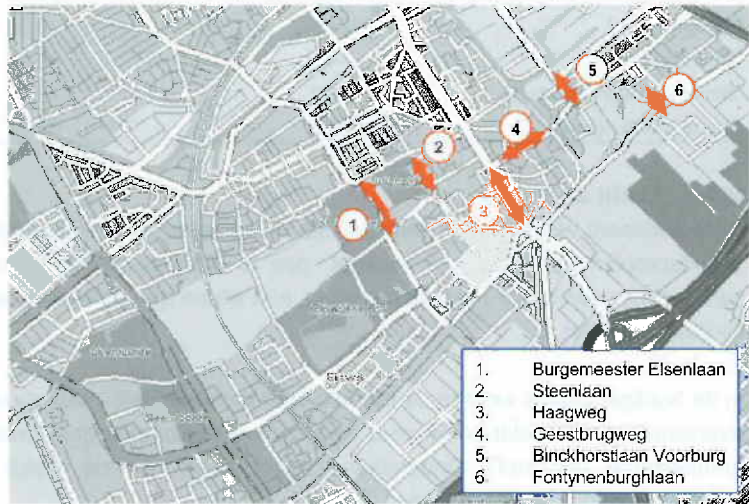 5
6
4
2
3
1
1. Burgemeester Elsenlaan
2. Steenlaan
3. Haagweg
4. Geestbrugweg
5. Binckhorstlaan Voorburg
6 Fontynenburghlaan